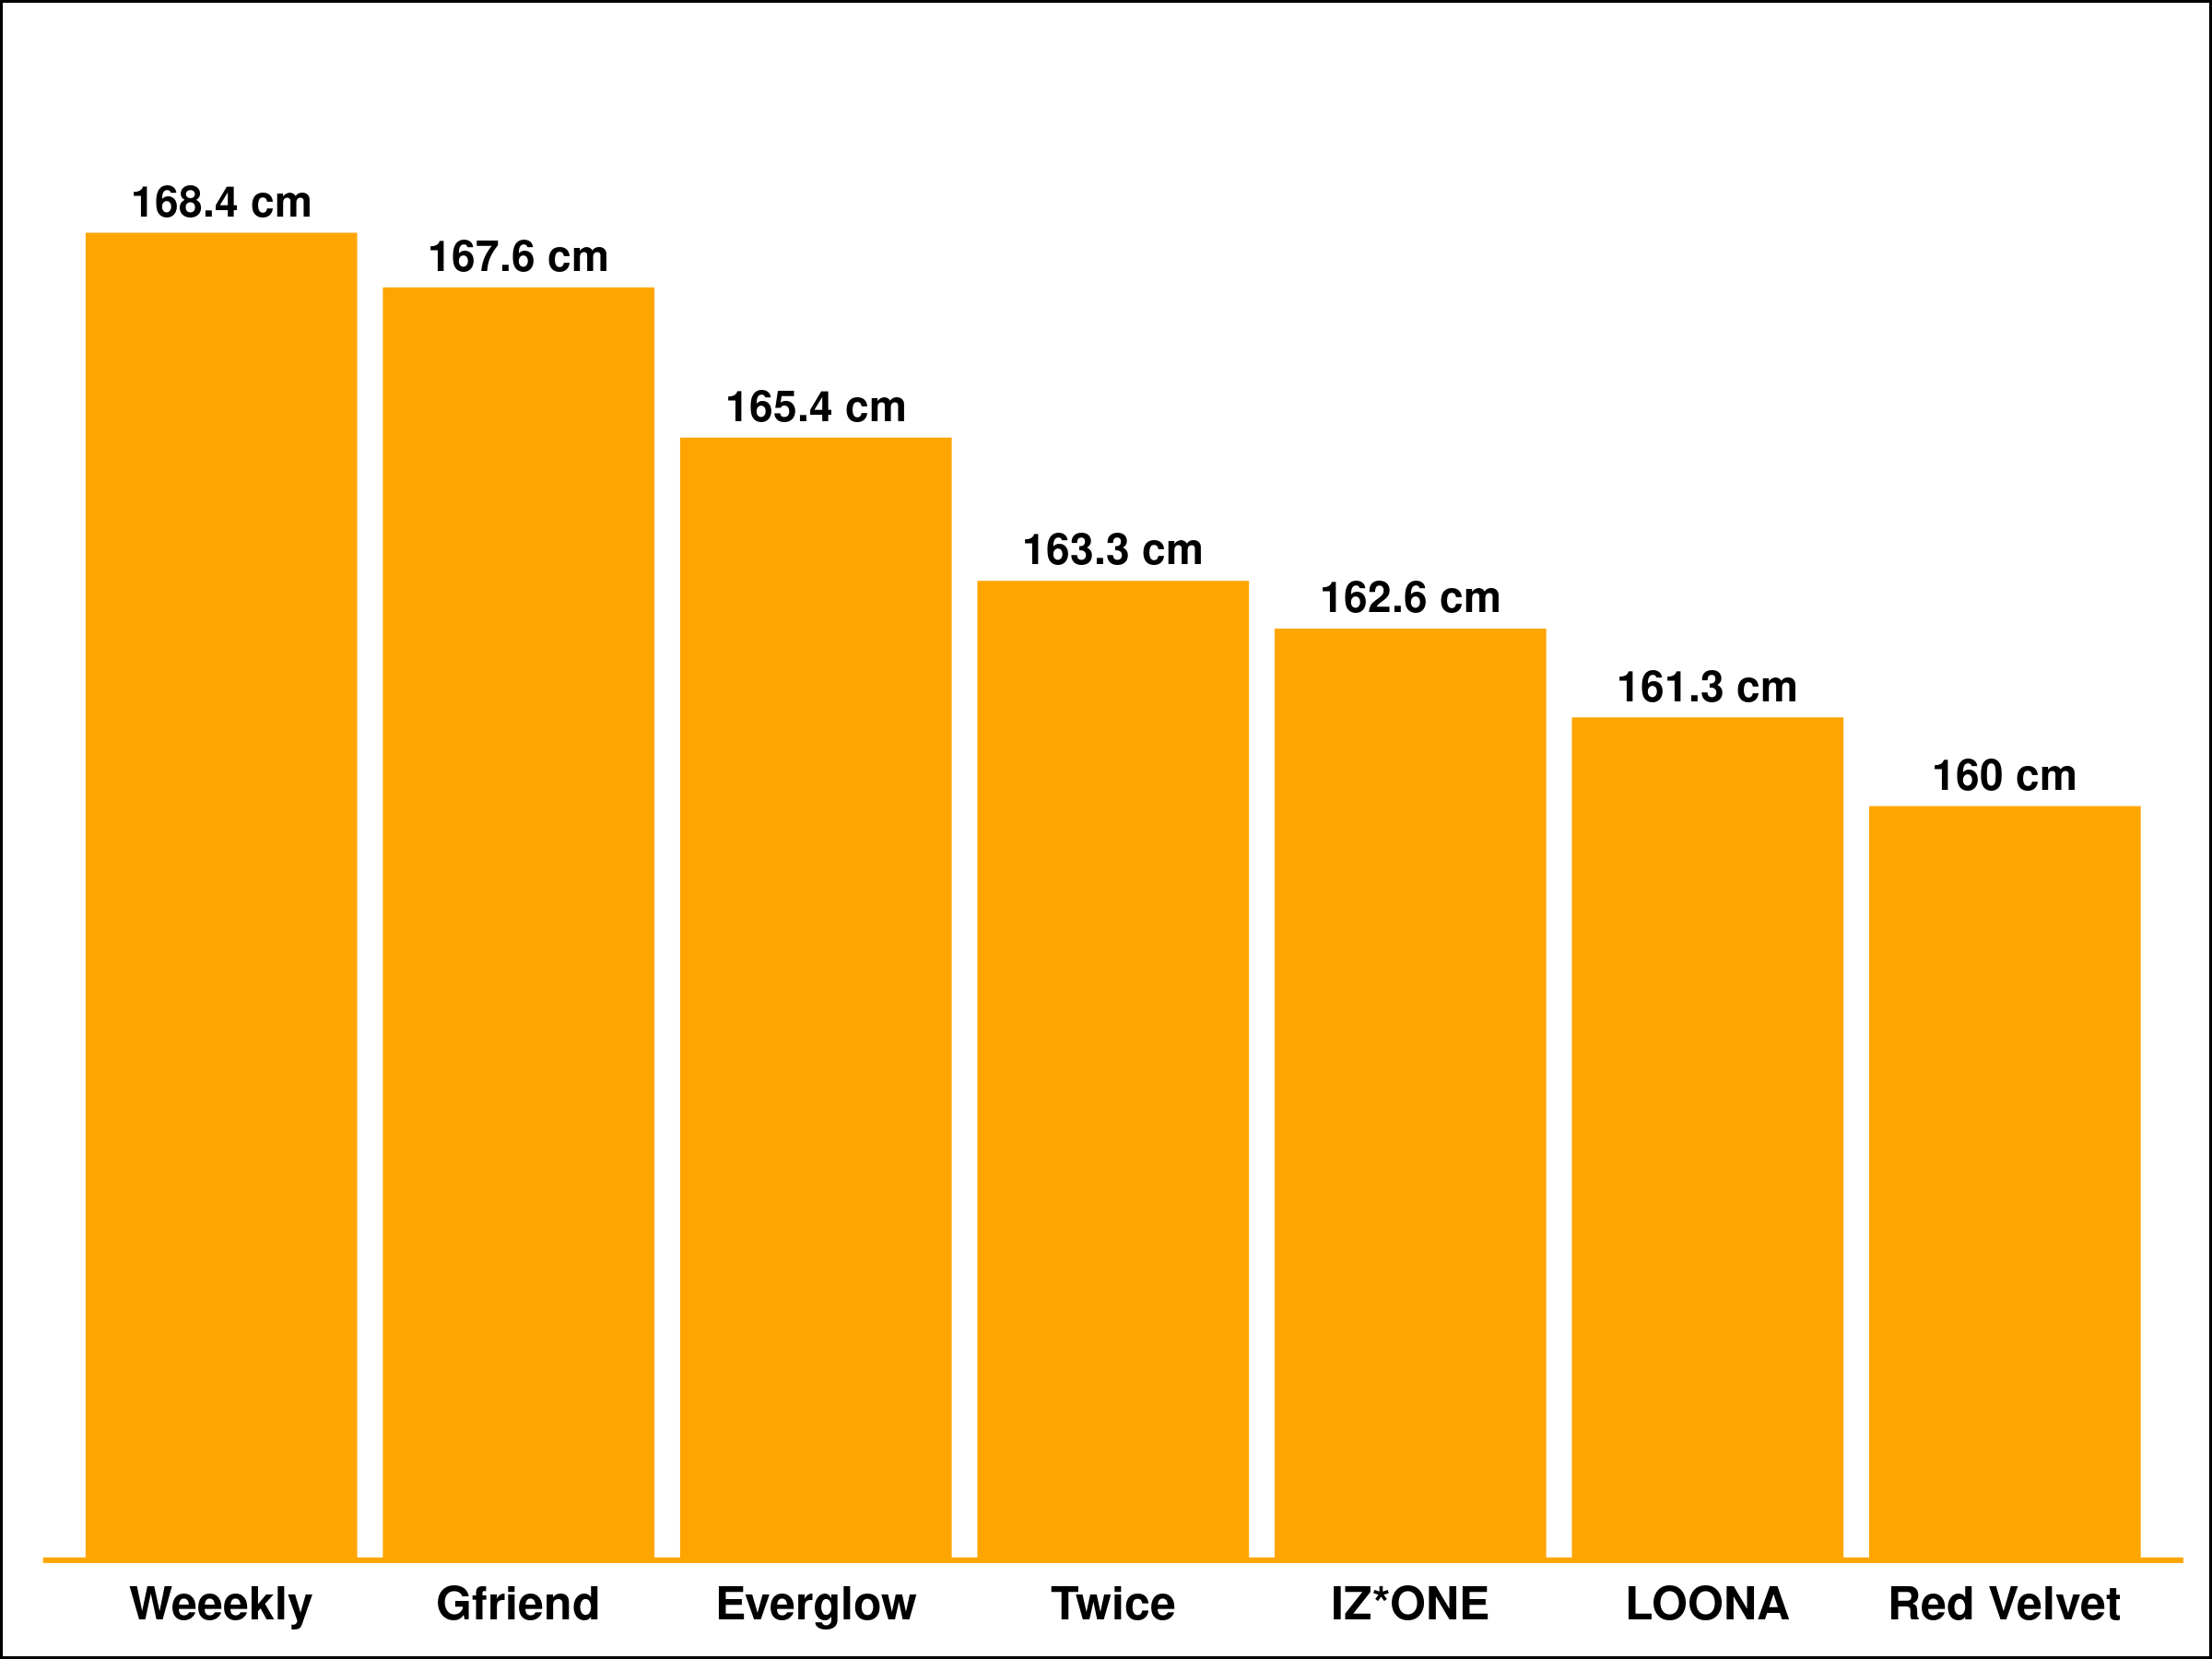 168.4 cm
167.6 cm
165.4 cm
163.3 cm
162.6 cm
161.3 cm
160 cm
Weeekly Gfriend Everglow Twice IZ*ONE LOONA Red Velvet